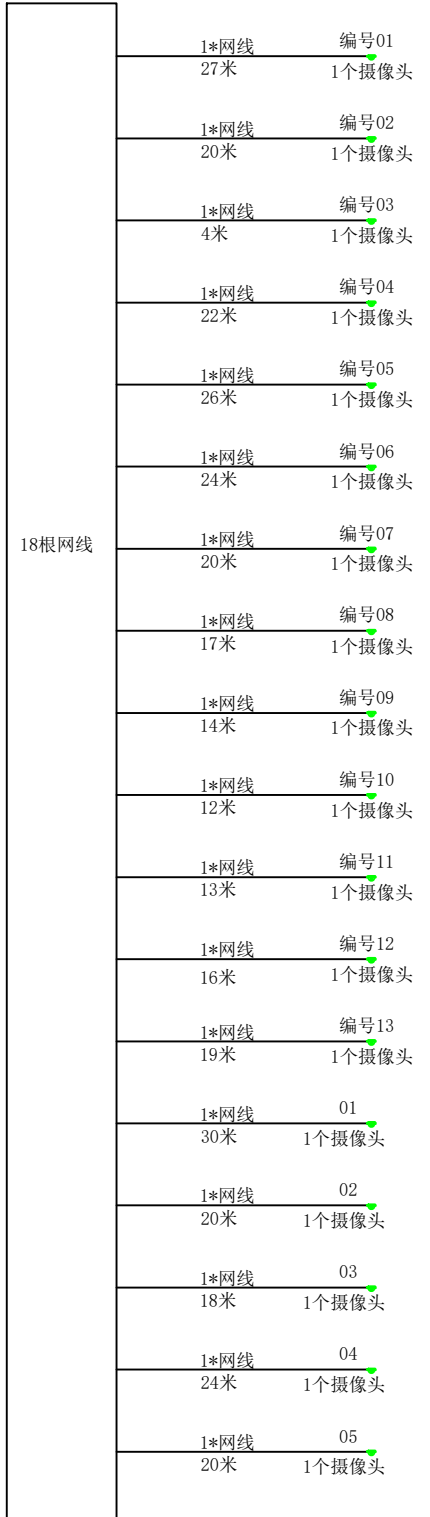 1*网线 编号01
27米 1个摄像头
1*网线 编号02
20米 1个摄像头
1*网线 编号03
4米 1个摄像头
1*网线 编号04
22米 1个摄像头
1*网线 编号05
26米 1个摄像头
1*网线 编号06
24米 1个摄像头
18根网线
1*网线 编号07
20米 1个摄像头
1*网线 编号08
17米 1个摄像头
1*网线 编号09
14米 1个摄像头
1*网线 编号10
12米 1个摄像头
1*网线 编号11
13米 1个摄像头
1*网线 编号12
16米 1个摄像头
1*网线 编号13
19米 1个摄像头
1*网线 01
30米 1个摄像头
1*网线 02
20米 1个摄像头
1*网线 03
18米 1个摄像头
1*网线 04
24米 1个摄像头
1*网线 05
20米 1个摄像头